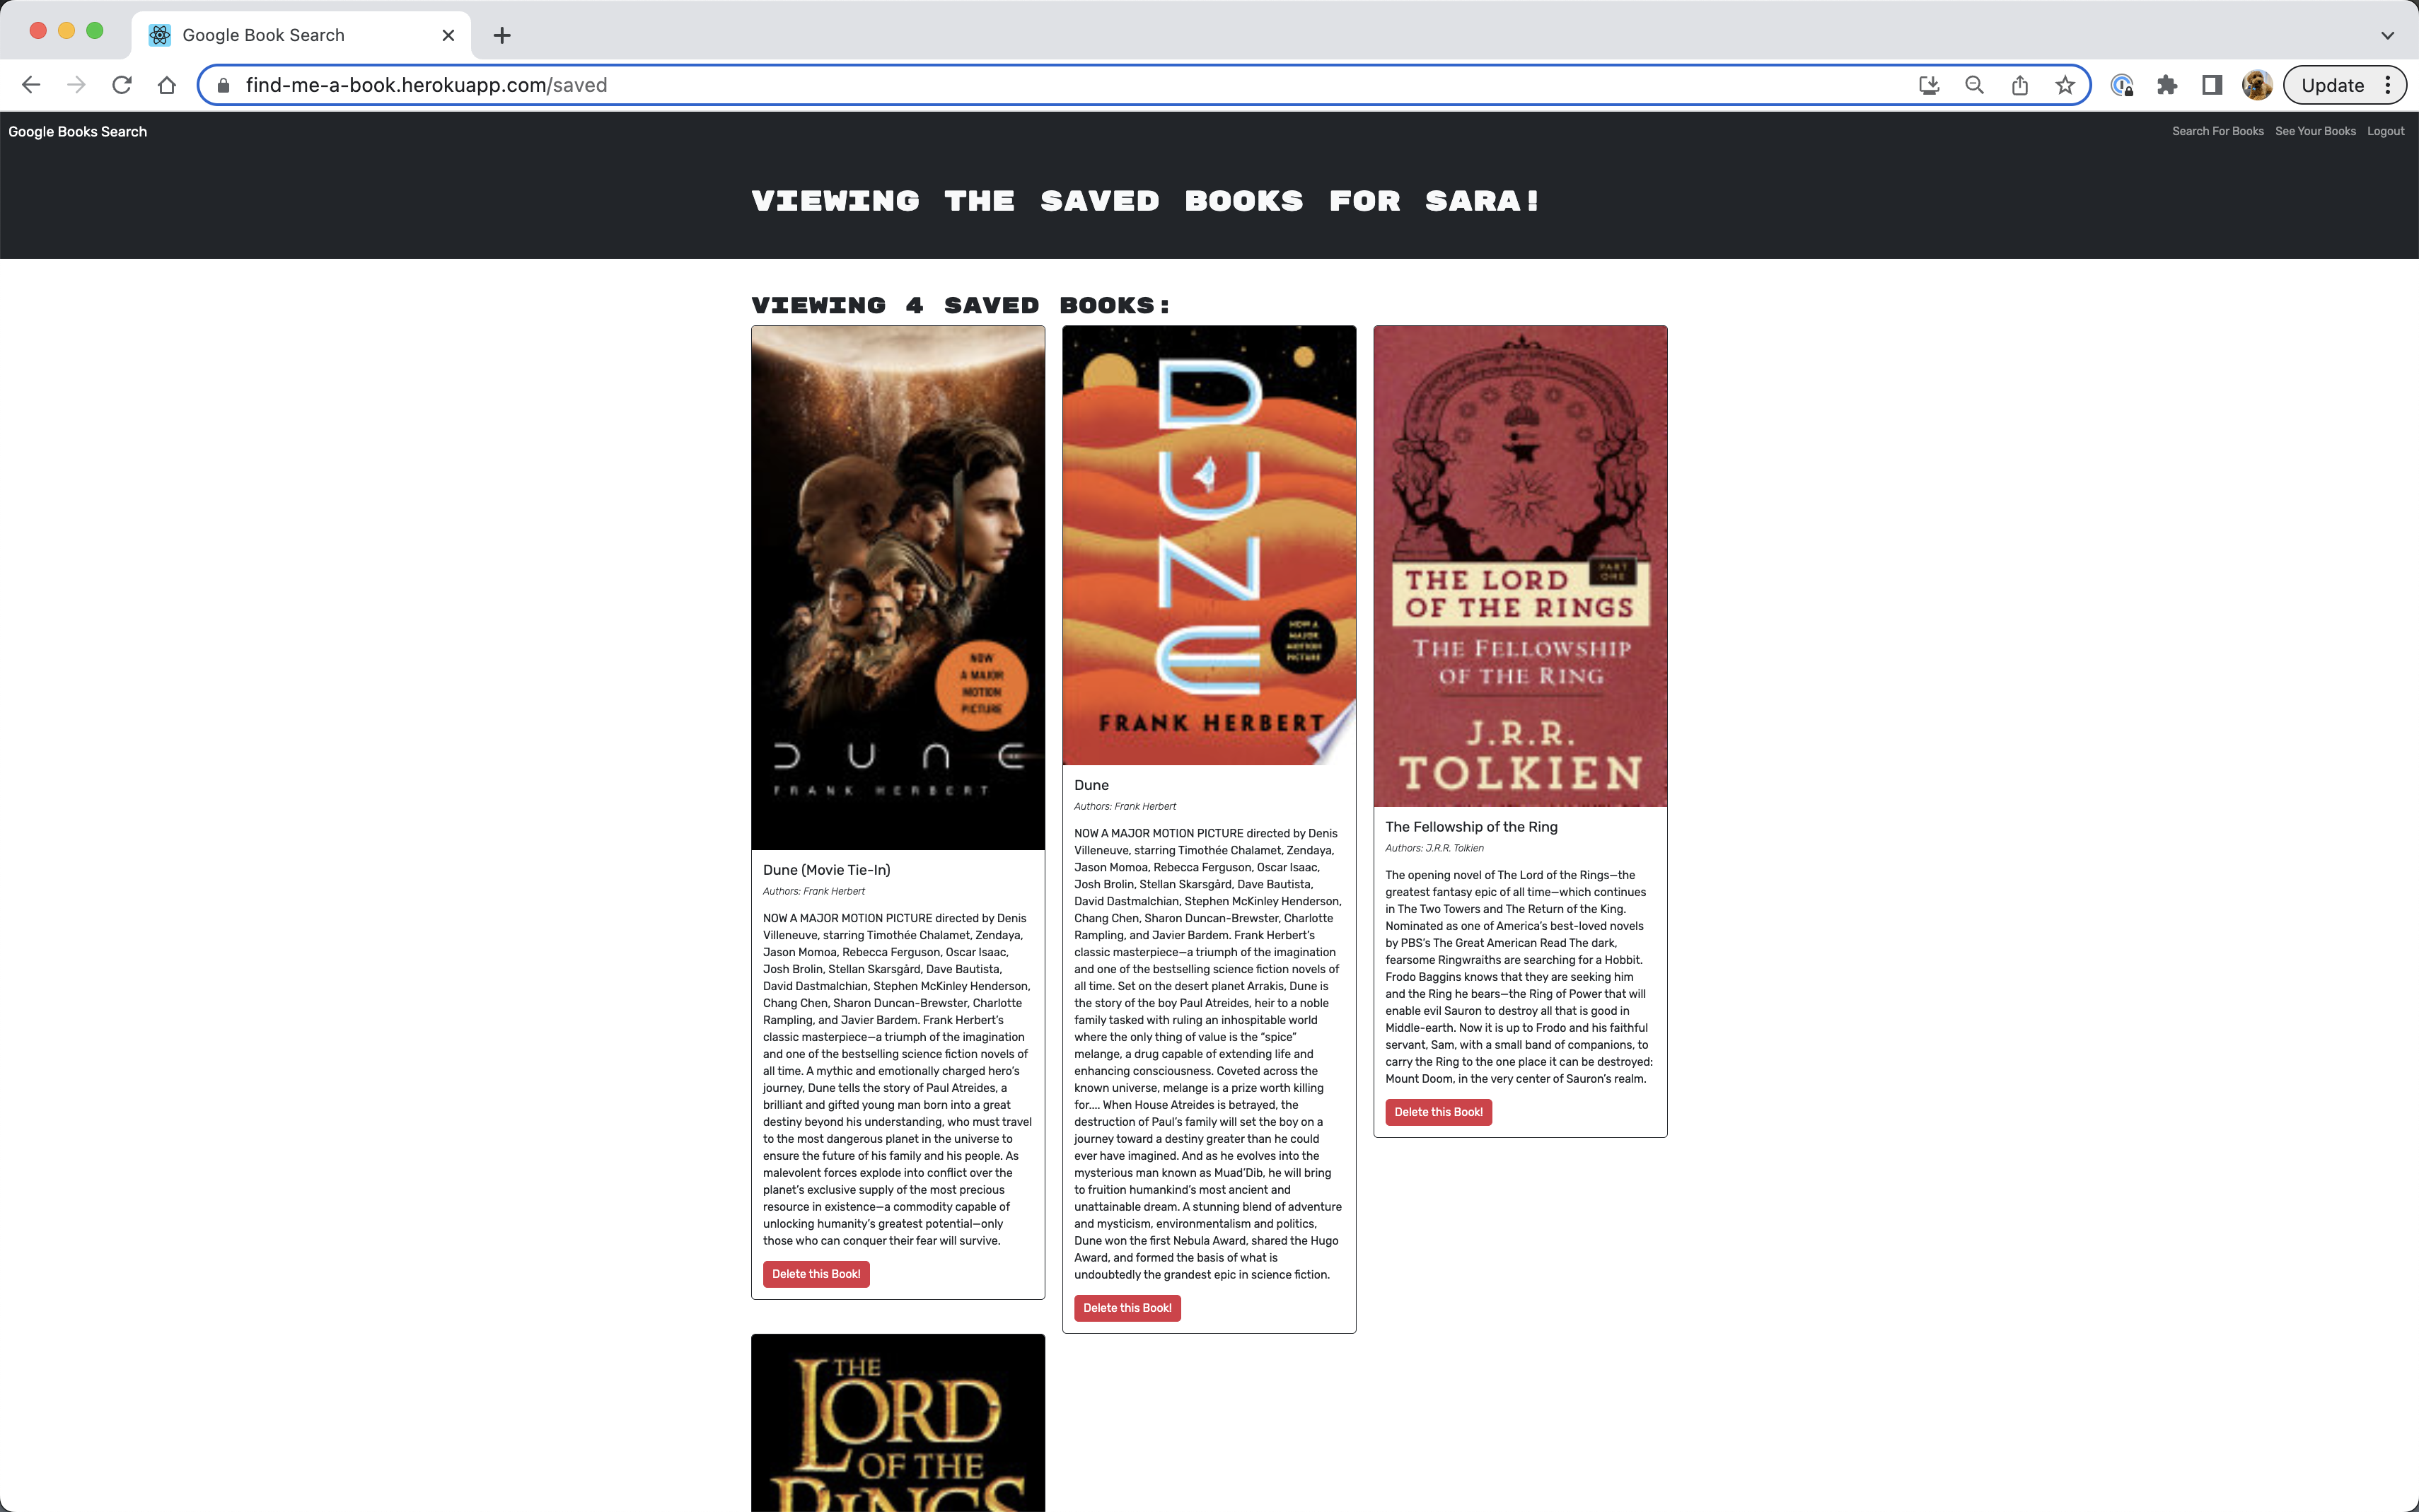 Google Book Search
find-me-a-book.herokuapp.com/saved
Update
Google Books Search
Search For Books See Your Books Logout
VIEWING THE SAVED BOOKS FOR SARA!
VIEWING 4 SAVED BOOKS:
NOW
A MAJOR
MOTION
PICTURE
DUNE
FRANK HERBERT
Dune (Movie Tie-In)
Authors: Frank Herbert
NOW A MAJOR MOTION PICTURE directed by Denis
Villeneuve, starring Timothée Chalamet, Zendaya,
Jason Momoa, Rebecca Ferguson, Oscar Isaac,
Josh Brolin, Stellan Skarsgård, Dave Bautista,
David Dastmalchian, Stephen McKinley Henderson,
Chang Chen, Sharon Duncan-Brewster, Charlotte
Rampling, and Javier Bardem. Frank Herbert’s
classic masterpiece—a triumph of the imagination
and one of the bestselling science fiction novels of
all time. A mythic and emotionally charged hero’s
journey, Dune tells the story of Paul Atreides, a
brilliant and gifted young man born into a great
destiny beyond his understanding, who must travel
to the most dangerous planet in the universe to
ensure the future of his family and his people. As
malevolent forces explode into conflict over the
planet’s exclusive supply of the most precious
resource in existence—a commodity capable of
unlocking humanity’s greatest potential—only
those who can conquer their fear will survive.
Delete this Book!
DUNE
NOW A
MAJOR
MOTION
PICTURE
FRANK HERBERT
Dune
Authors: Frank Herbert
NOW A MAJOR MOTION PICTURE directed by Denis
Villeneuve, starring Timothée Chalamet, Zendaya,
Jason Momoa, Rebecca Ferguson, Oscar Isaac,
Josh Brolin, Stellan Skarsgård, Dave Bautista,
David Dastmalchian, Stephen McKinley Henderson,
Chang Chen, Sharon Duncan-Brewster, Charlotte
Rampling, and Javier Bardem. Frank Herbert’s
classic masterpiece—a triumph of the imagination
and one of the bestselling science fiction novels of
all time. Set on the desert planet Arrakis, Dune is
the story of the boy Paul Atreides, heir to a noble
family tasked with ruling an inhospitable world
where the only thing of value is the “spice”
melange, a drug capable of extending life and
enhancing consciousness. Coveted across the
known universe, melange is a prize worth killing
for.... When House Atreides is betrayed, the
destruction of Paul’s family will set the boy on a
journey toward a destiny greater than he could
ever have imagined. And as he evolves into the
mysterious man known as Muad’Dib, he will bring
to fruition humankind’s most ancient and
unattainable dream. A stunning blend of adventure
and mysticism, environmentalism and politics,
Dune won the first Nebula Award, shared the Hugo
Award, and formed the basis of what is
undoubtedly the grandest epic in science fiction.
Delete this Book!
PART
ONE
THE LORD
OF THE RINGS
THE FELLOWSHIP
OF THE RING
J.R.R.
TOLKIEN
The Fellowship of the Ring
Authors: J.R.R. Tolkien
The opening novel of The Lord of the Rings—the
greatest fantasy epic of all time—which continues
in The Two Towers and The Return of the King.
Nominated as one of America’s best-loved novels
by PBS’s The Great American Read The dark,
fearsome Ringwraiths are searching for a Hobbit.
Frodo Baggins knows that they are seeking him
and the Ring he bears—the Ring of Power that will
enable evil Sauron to destroy all that is good in
Middle-earth. Now it is up to Frodo and his faithful
servant, Sam, with a small band of companions, to
carry the Ring to the one place it can be destroyed:
Mount Doom, in the very center of Sauron’s realm.
Delete this Book!
THE
LORD
OF THE
RINGS